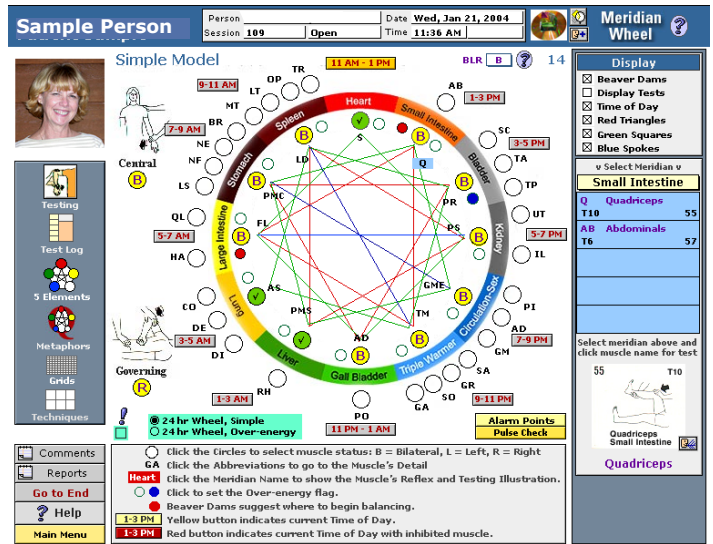 Sample Person
Person
Session 109 Open
Date Wed, Jan 21, 2004
Time 11:36 AM
Meridian Wheel
?
Simple Model
11 AM - 1 PM
BLR B ?
14
Central
B
Governing
R
Testing
Test Log
5 Elements
Metaphors
Grids
Techniques
Comments
Reports
Go to End
? Help
Main Menu
9-11 AM
7-9 AM
5-7 AM
3-5 AM
1-3 AM
11 PM - 1 AM
9-11 PM
7-9 PM
5-7 PM
3-5 PM
1-3 PM
TR
OP
LT
MT
BR
NE
NF
LS
QL
HA
CO
DE
DI
RH
PO
GA
SO
GR
SA
GM
AD
PI
IL
UT
TP
TA
SC
AB
Heart
Small Intestine
Bladder
Kidney
Circulation-Sex
Triple Warmer
Gall Bladder
Liver
Lung
Large Intestine
Stomach
Spleen
S
Q
PR
PS
GME
TM
AD
PMS
AS
FL
PMC
LD
B
B
B
B
B
B
B
B
B
B
24 hr Wheel, Simple
24 hr Wheel, Over-energy
Alarm Points
Pulse Check
Click the Circles to select muscle status: B = Bilateral, L = Left, R = Right
GA Click the Abbreviations to go to the Muscle's Detail
Heart Click the Meridian Name to show the Muscle's Reflex and Testing Illustration.
Click to set the Over-energy flag.
Beaver Dams suggest where to begin balancing.
1-3 PM Yellow button indicates current Time of Day.
1-3 PM Red button indicates current Time of Day with inhibited muscle.
Display
Beaver Dams
Display Tests
Time of Day
Red Triangles
Green Squares
Blue Spokes
v Select Meridian v
Small Intestine
Q Quadriceps
T10 55
AB Abdominals
T6 57
Select meridian above and
click muscle name for test
55 T10
Quadriceps
Small Intestine
Quadriceps